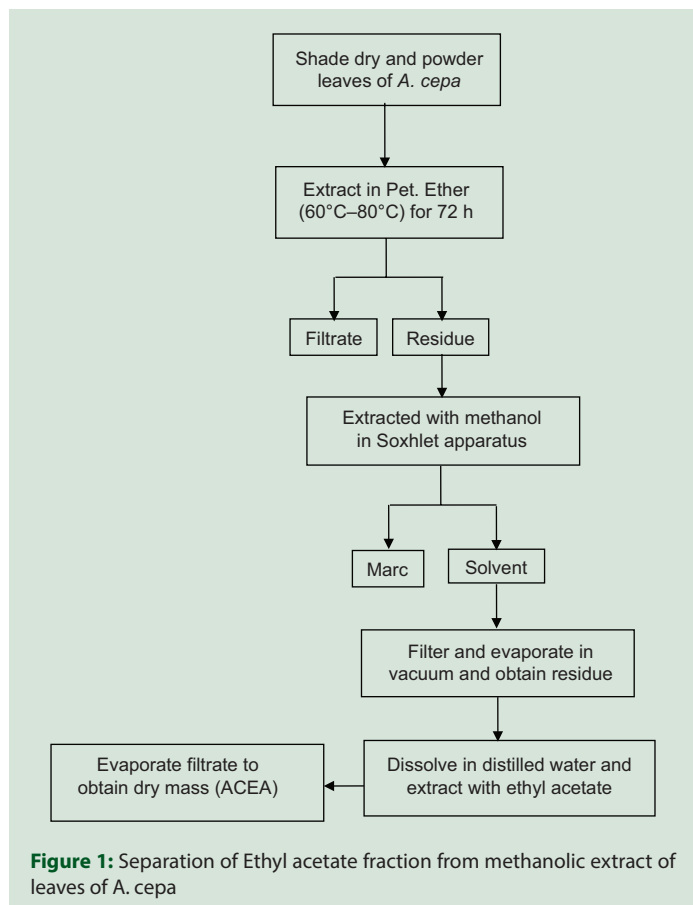 Shade dry and powder
leaves of A. cepa
Extract in Pet. Ether
(60°C–80°C) for 72 h
Filtrate
Residue
Extracted with methanol
in Soxhlet apparatus
Marc
Solvent
Filter and evaporate in
vacuum and obtain residue
Dissolve in distilled water and
extract with ethyl acetate
Evaporate filtrate to
obtain dry mass (ACEA)
Figure 1: Separation of Ethyl acetate fraction from methanolic extract of
leaves of A. cepa